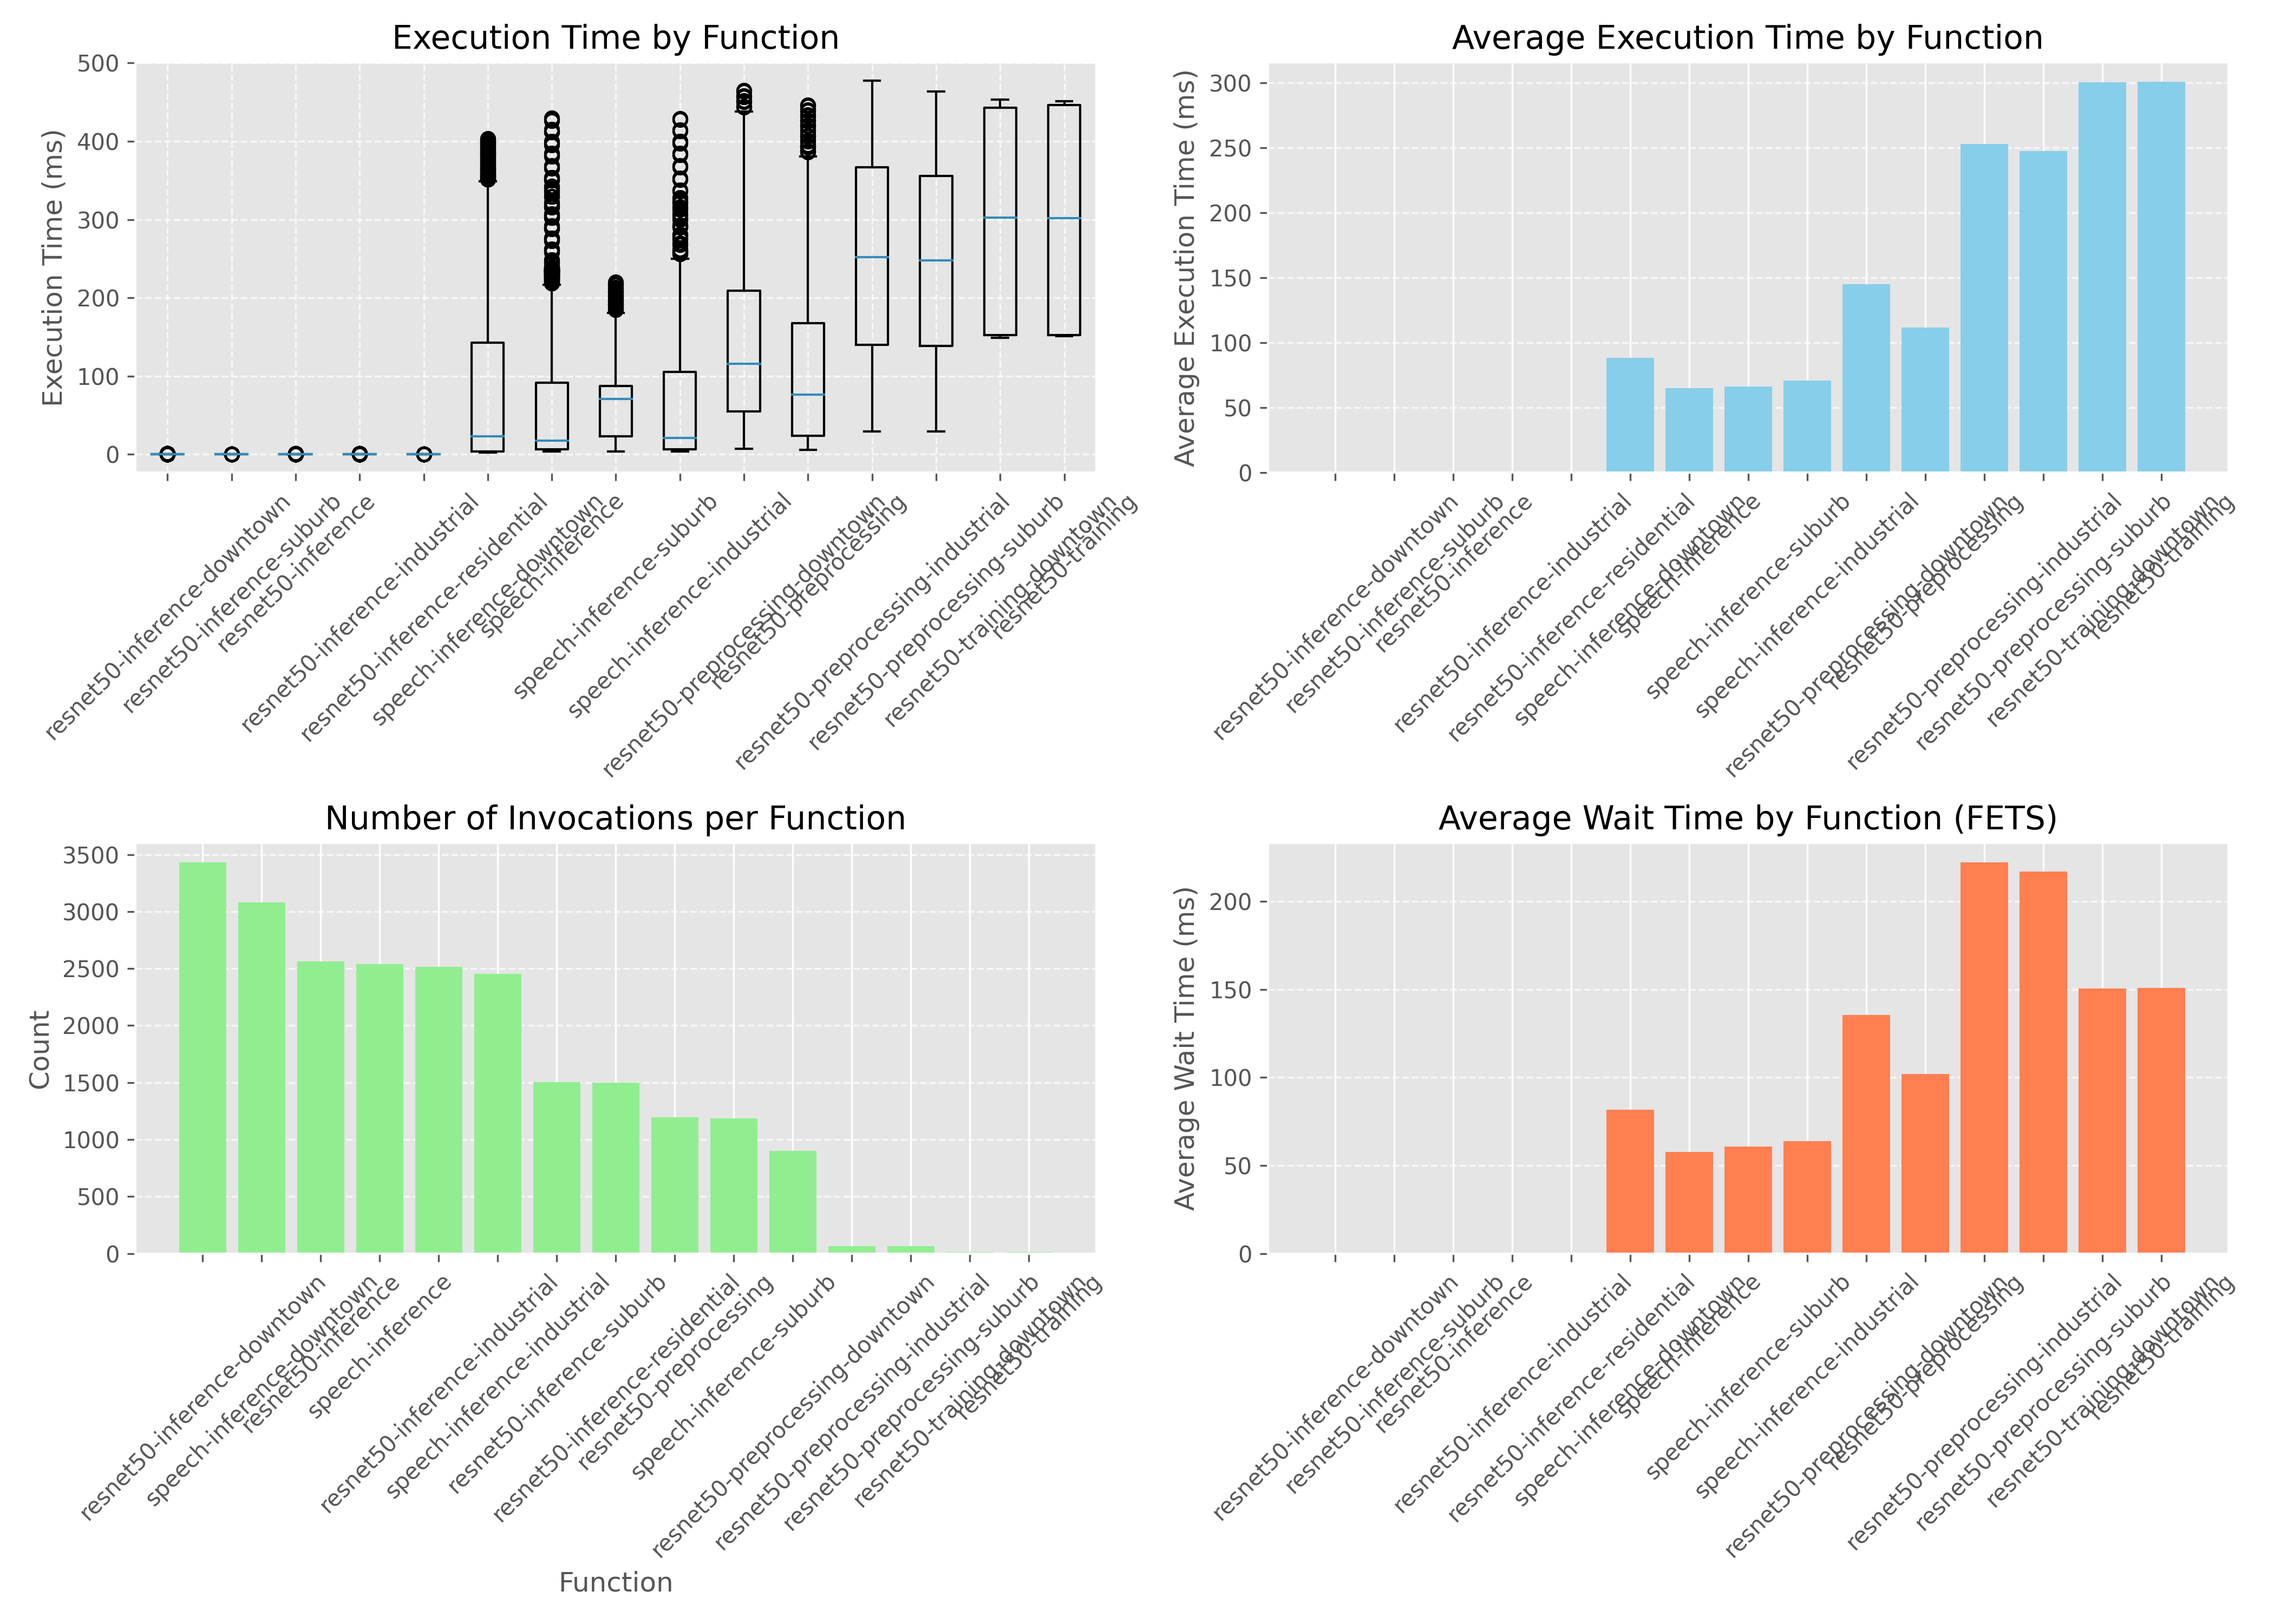 Execution Time by Function
Execution Time (ms)
500
400
300
200
100
0
resnet50-inference-downtown
resnet50-inference-suburb
resnet50-inference
resnet50-inference-industrial
resnet50-inference-residential
speech-inference-downtown
speech-inference
speech-inference-suburb
speech-inference-industrial
resnet50-preprocessing-downtown
resnet50-preprocessing
resnet50-preprocessing-industrial
resnet50-preprocessing-suburb
resnet50-training-downtown
resnet50-training
Average Execution Time by Function
Average Execution Time (ms)
300
250
200
150
100
50
0
resnet50-inference-downtown
resnet50-inference-suburb
resnet50-inference
resnet50-inference-industrial
resnet50-inference-residential
speech-inference-downtown
speech-inference
speech-inference-suburb
speech-inference-industrial
resnet50-preprocessing-downtown
resnet50-preprocessing
resnet50-preprocessing-industrial
resnet50-preprocessing-suburb
resnet50-training-downtown
resnet50-training
Number of Invocations per Function
Count
3500
3000
2500
2000
1500
1000
500
0
resnet50-inference-downtown
speech-inference-downtown
resnet50-inference
speech-inference
resnet50-inference-industrial
speech-inference-industrial
resnet50-inference-suburb
resnet50-inference-residential
resnet50-preprocessing
speech-inference-suburb
resnet50-preprocessing-downtown
resnet50-preprocessing-industrial
resnet50-preprocessing-suburb
resnet50-training-downtown
resnet50-training
Function
Average Wait Time by Function (FETS)
Average Wait Time (ms)
200
150
100
50
0
resnet50-inference-downtown
resnet50-inference-suburb
resnet50-inference
resnet50-inference-industrial
resnet50-inference-residential
speech-inference-downtown
speech-inference
speech-inference-suburb
speech-inference-industrial
resnet50-preprocessing-downtown
resnet50-preprocessing
resnet50-preprocessing-industrial
resnet50-preprocessing-suburb
resnet50-training-downtown
resnet50-training